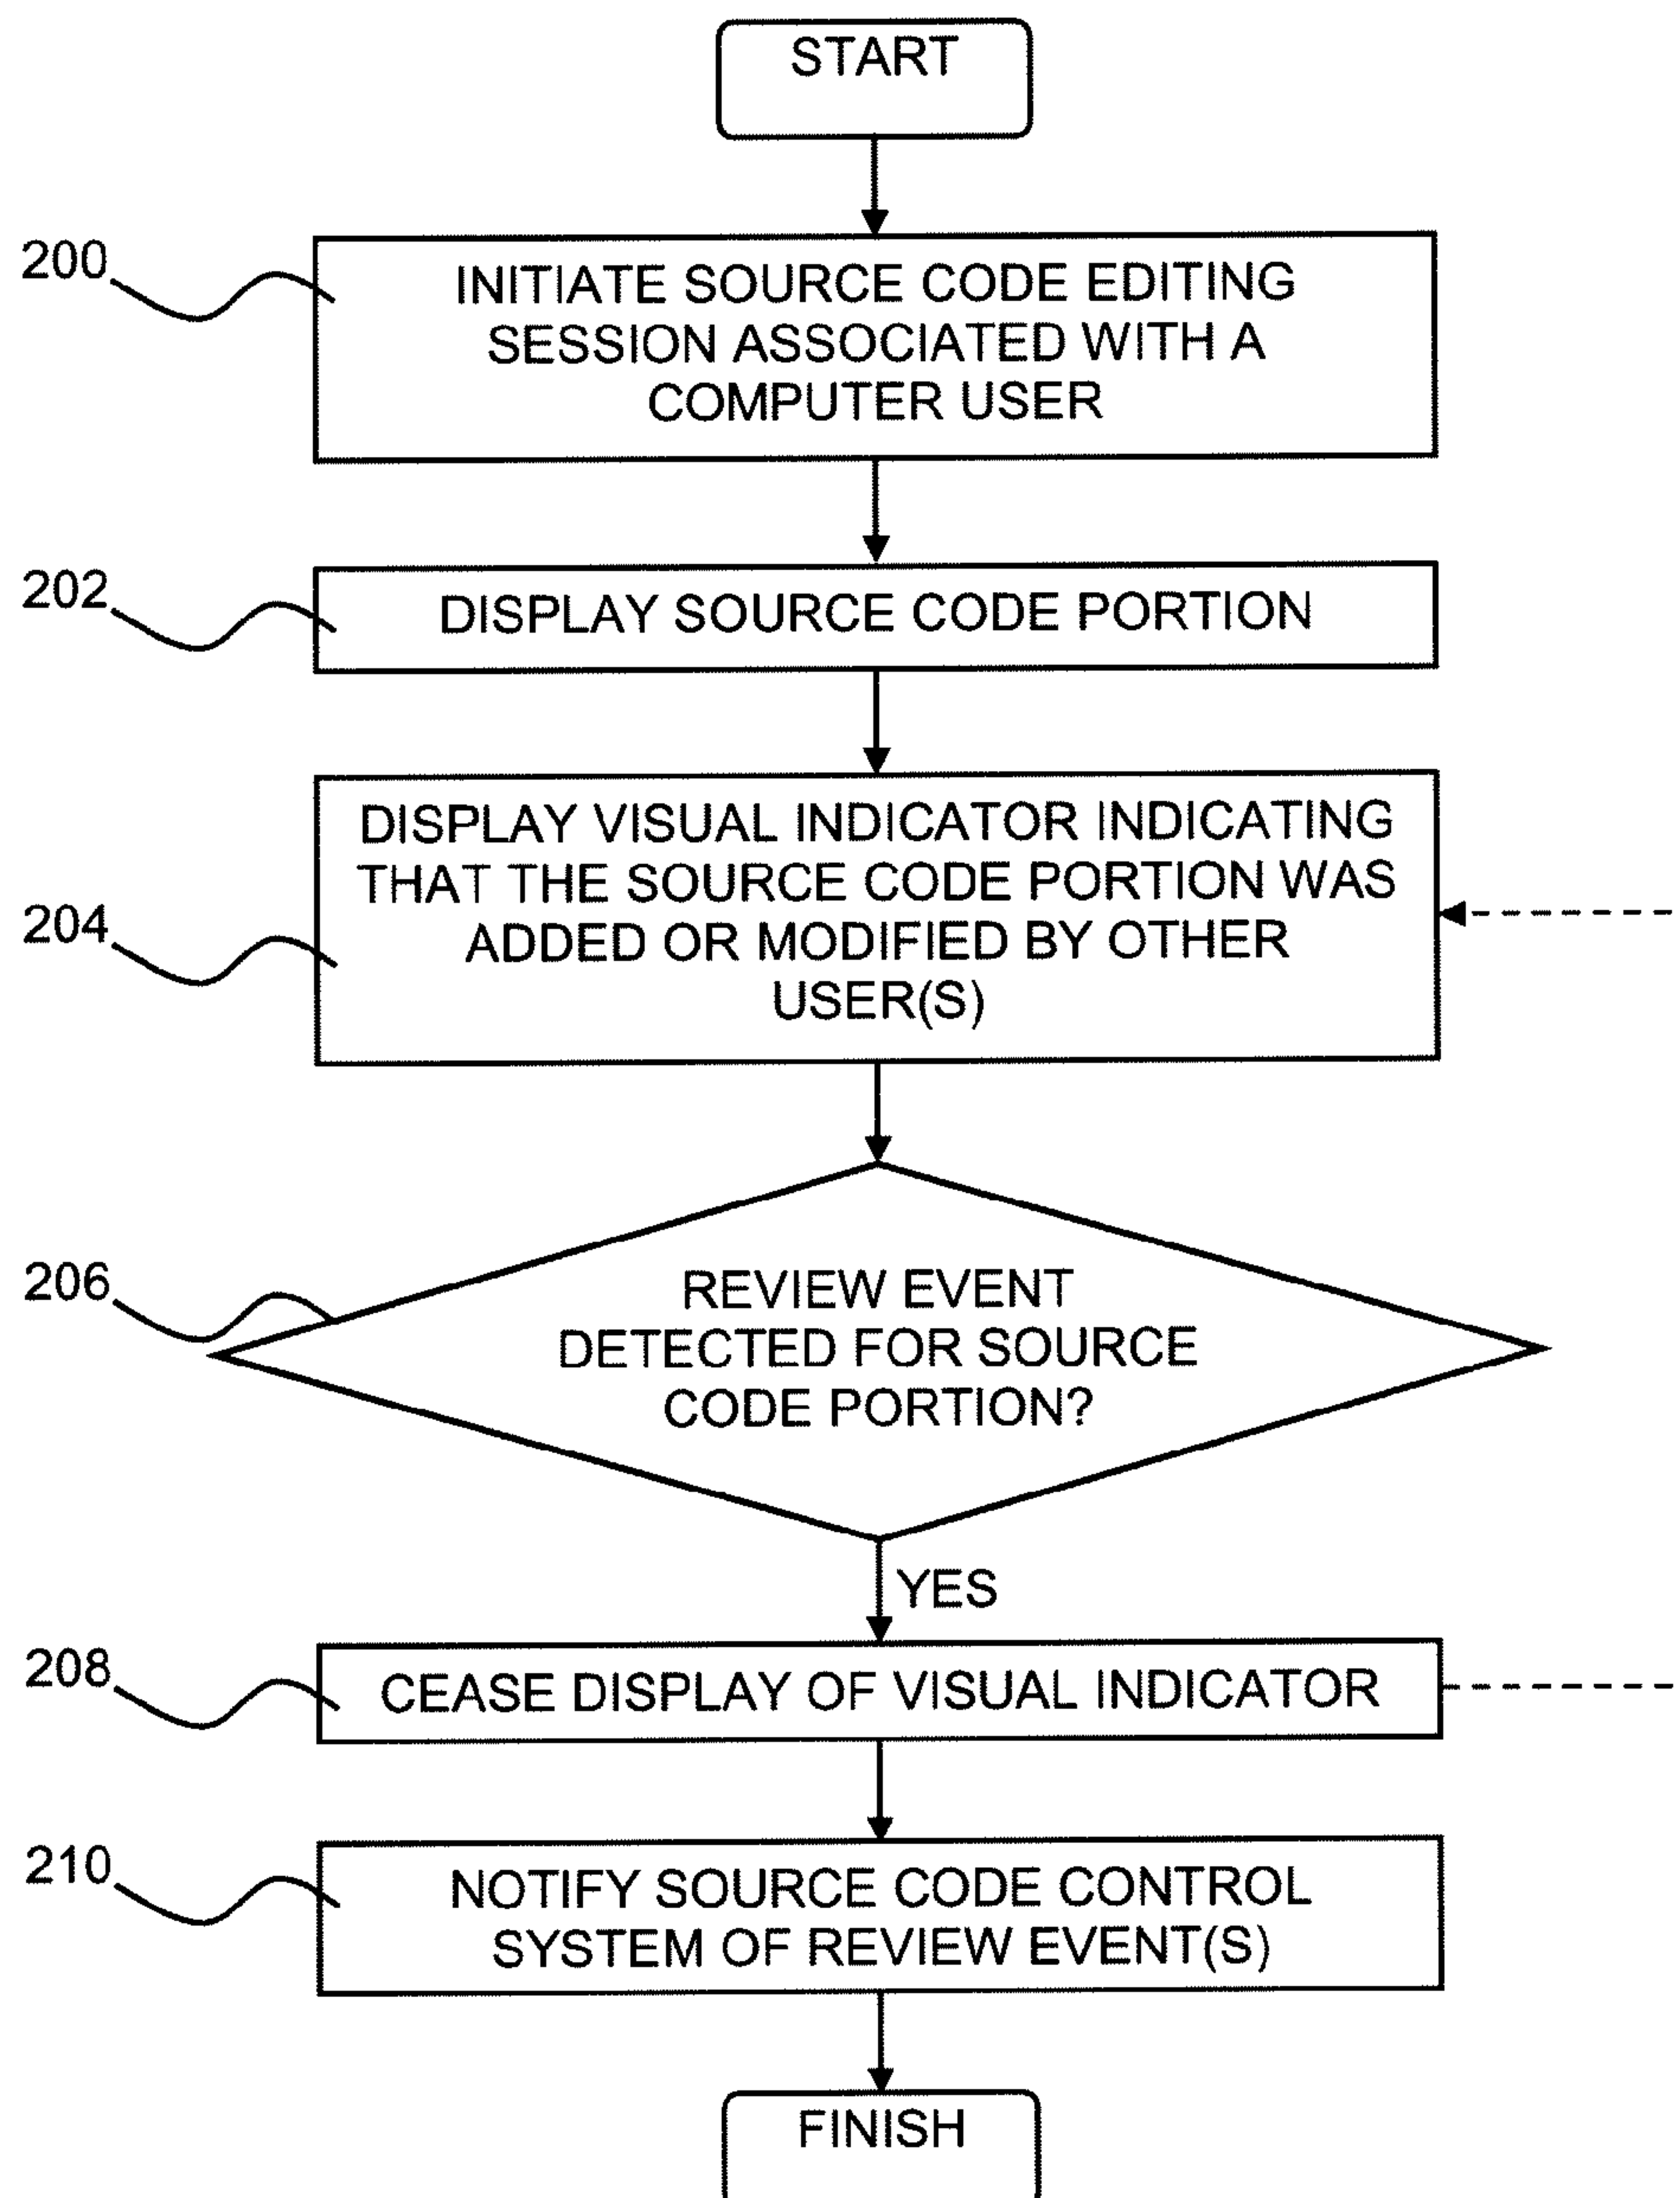 START
200
INITIATE SOURCE CODE EDITING
SESSION ASSOCIATED WITH A
COMPUTER USER
202
DISPLAY SOURCE CODE PORTION
204
DISPLAY VISUAL INDICATOR INDICATING
THAT THE SOURCE CODE PORTION WAS
ADDED OR MODIFIED BY OTHER
USER(S)
206
REVIEW EVENT
DETECTED FOR SOURCE
CODE PORTION?
YES
208
CEASE DISPLAY OF VISUAL INDICATOR
210
NOTIFY SOURCE CODE CONTROL
SYSTEM OF REVIEW EVENT(S)
FINISH